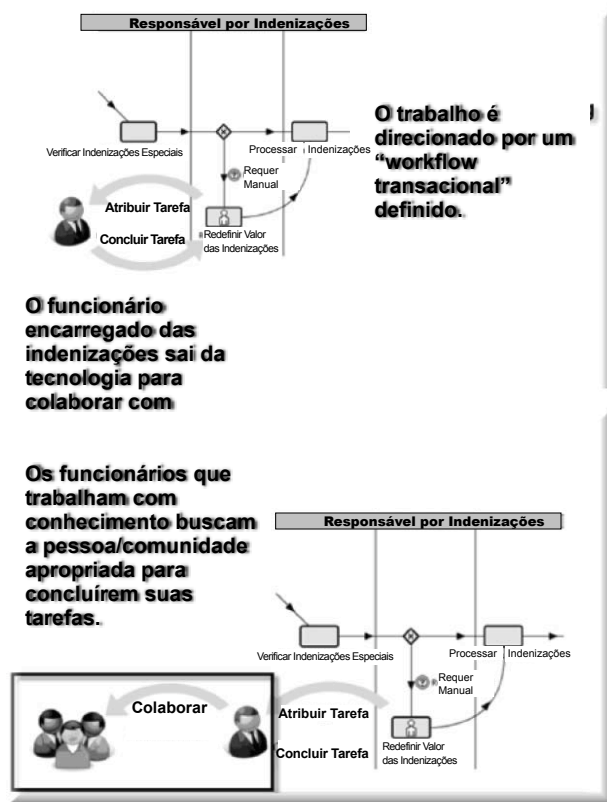 Responsável por Indenizações
O trabalho é
direcionado por um
“workflow
transacional”
definido.
Verificar Indenizações Especiais
Processar Indenizações
Requer
Manual
Atribuir Tarefa
Concluir Tarefa
Redefinir Valor
das Indenizações
O funcionário
encarregado das
indenizações sai da
tecnologia para
colaborar com
Os funcionários que
trabalham com
conhecimento buscam
a pessoa/comunidade
apropriada para
concluírem suas
tarefas.
Responsável por Indenizações
Verificar Indenizações Especiais
Processar Indenizações
Requer
Manual
Colaborar
Atribuir Tarefa
Concluir Tarefa
Redefinir Valor
das Indenizações